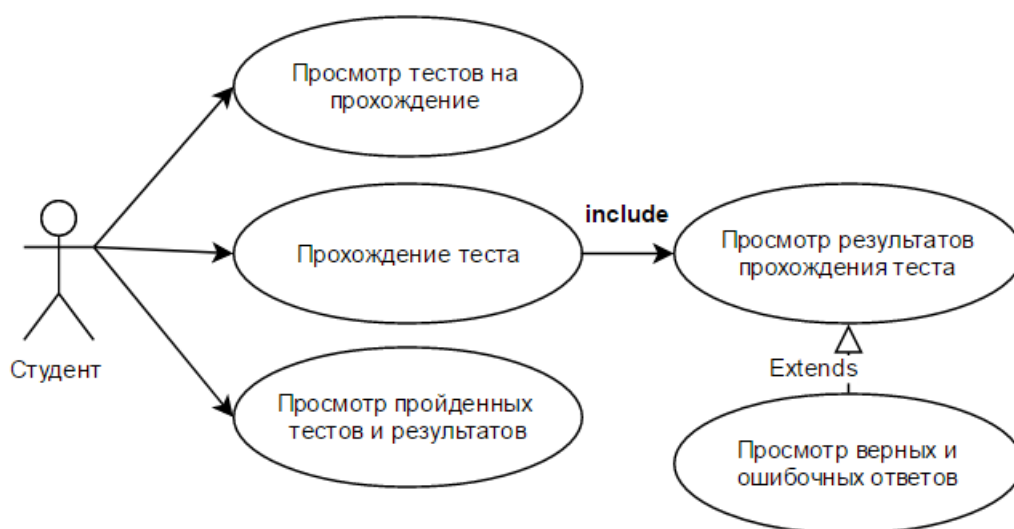 Просмотр тестов на
прохождение
include
Прохождение теста
Просмотр результатов
прохождения теста
Студент
Extends
Просмотр пройденных
тестов и результатов
Просмотр верных и
ошибочных ответов